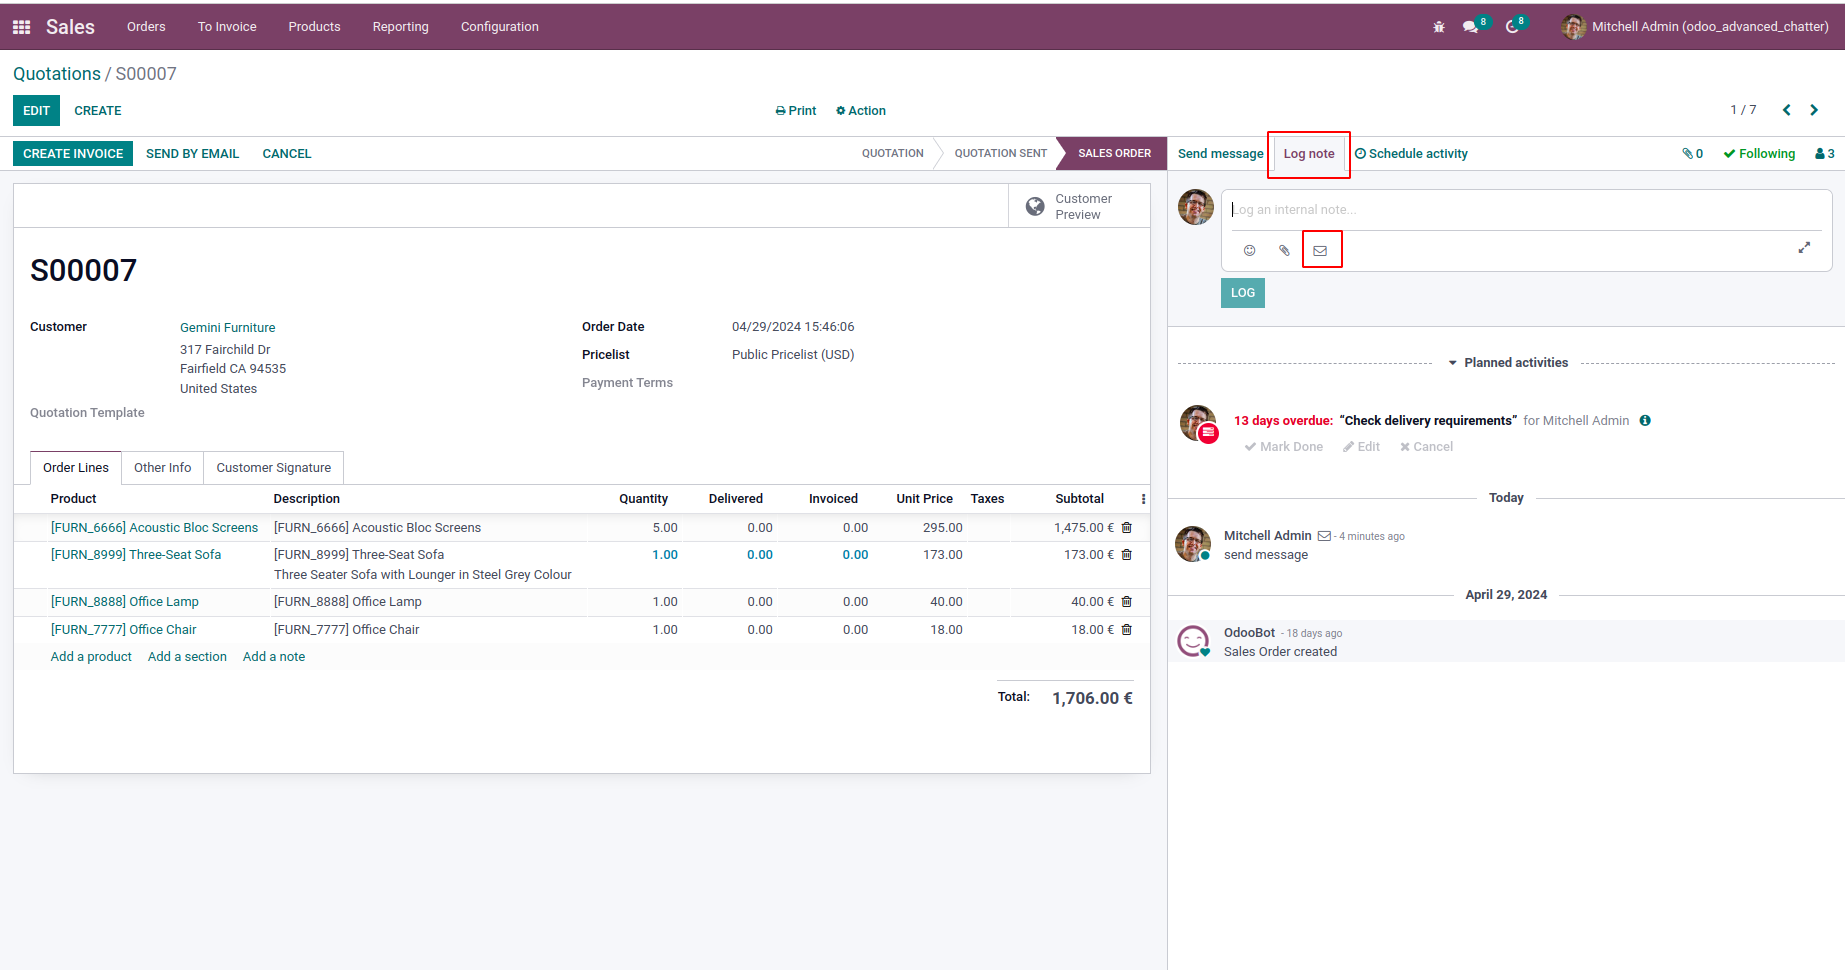 Sales Orders To Invoice Products Reporting Configuration 8 8 Mitchell Admin (odoo_advanced_chatter)
Quotations / S00007
EDIT CREATE Print Action 1 / 7
CREATE INVOICE SEND BY EMAIL CANCEL QUOTATION QUOTATION SENT SALES ORDER
Send message Log note Schedule activity 0 Following 3
Customer
Preview
S00007
Customer Gemini Furniture
317 Fairchild Dr
Fairfield CA 94535
United States
Quotation Template
Order Date 04/29/2024 15:46:06
Pricelist Public Pricelist (USD)
Payment Terms
Order Lines Other Info Customer Signature
Product Description Quantity Delivered Invoiced Unit Price Taxes Subtotal
[FURN_6666] Acoustic Bloc Screens [FURN_6666] Acoustic Bloc Screens 5.00 0.00 0.00 295.00 1,475.00 €
[FURN_8999] Three-Seat Sofa [FURN_8999] Three-Seat Sofa 1.00 0.00 0.00 173.00 173.00 €
Three Seater Sofa with Lounger in Steel Grey Colour
[FURN_8888] Office Lamp [FURN_8888] Office Lamp 1.00 0.00 0.00 40.00 40.00 €
[FURN_7777] Office Chair [FURN_7777] Office Chair 1.00 0.00 0.00 18.00 18.00 €
Add a product Add a section Add a note
Total: 1,706.00 €
Log an internal note...
LOG
Planned activities
13 days overdue: “Check delivery requirements” for Mitchell Admin
Mark Done Edit Cancel
Today
Mitchell Admin - 4 minutes ago
send message
April 29, 2024
OdooBot - 18 days ago
Sales Order created